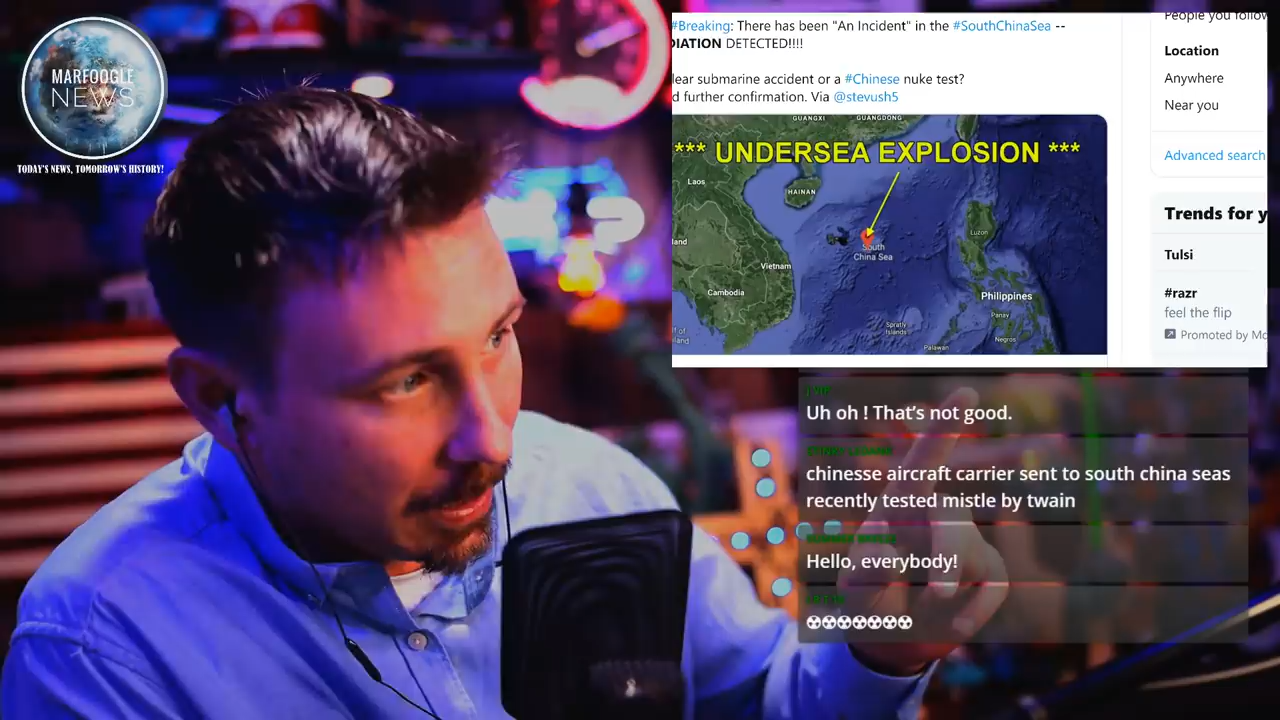 MARFOOGLE
NEWS
TODAY'S NEWS, TOMORROW'S HISTORY!
#Breaking: There has been "An Incident" in the #SouthChinaSea --
DIATION DETECTED!!!!
lear submarine accident or a #Chinese nuke test?
d further confirmation. Via @stevush5
GUANGXI GUANGDONG
*** UNDERSEA EXPLOSION ***
Laos
HAINAN
Luzon
land
South
China Sea
Vietnam
Cambodia
Philippines
Panay
Spratly
Islands
lf of
land
Negros
Palawan
People you follow
Location
Anywhere
Near you
Advanced search
Trends for y
Tulsi
#razr
feel the flip
Promoted by Mo
Uh oh ! That's not good.
chinesse aircraft carrier sent to south china seas
recently tested mistle by twain
Hello, everybody!
☢☢☢☢☢☢☢